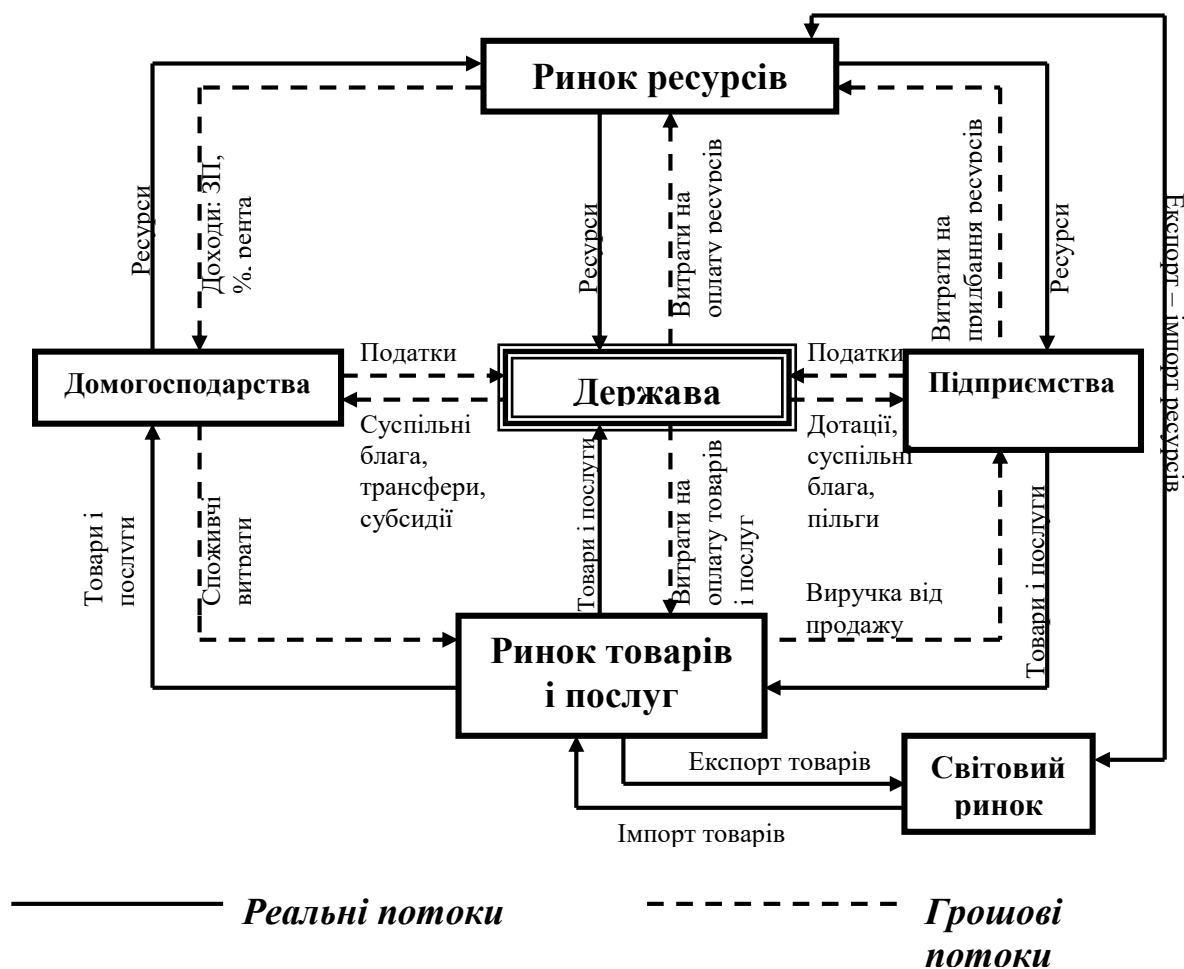 Ринок ресурсів
Ресурси
Доходи: ЗП,
%, рента
Ресурси
Витрати на
оплату ресурсів
Витрати на
придбання ресурсів
Ресурси
Експорт – імпорт ресурсів
Домогосподарства
Податки
Держава
Податки
Підприємства
Суспільні
блага,
трансфери,
субсидії
Дотації,
суспільні
блага,
пільги
Товари і
послуги
Споживчі
витрати
Товари і послуги
Витрати на
оплату товарів
і послуг
Виручка від
продажу
Товари і послуги
Ринок товарів
і послуг
Експорт товарів
Світовий
ринок
Імпорт товарів
Реальні потоки
Грошові
потоки